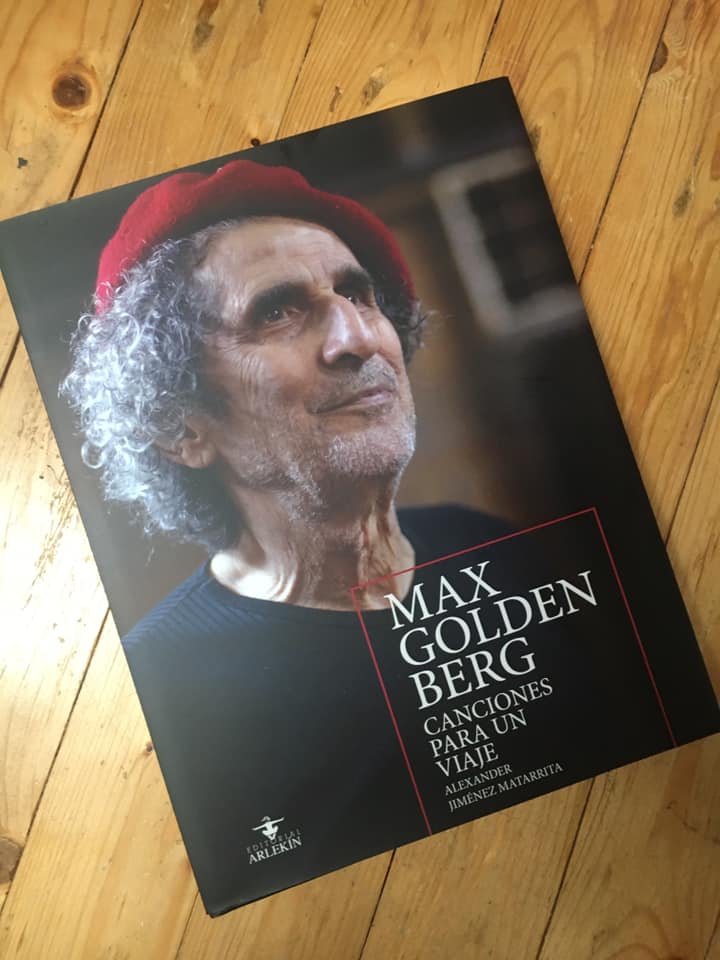 MAX
GOLDEN
BERG
CANCIONES
PARA UN
VIAJE
ALEXANDER
JIMÉNEZ MATARRITA
EDITORIAL
ARLEKÍN